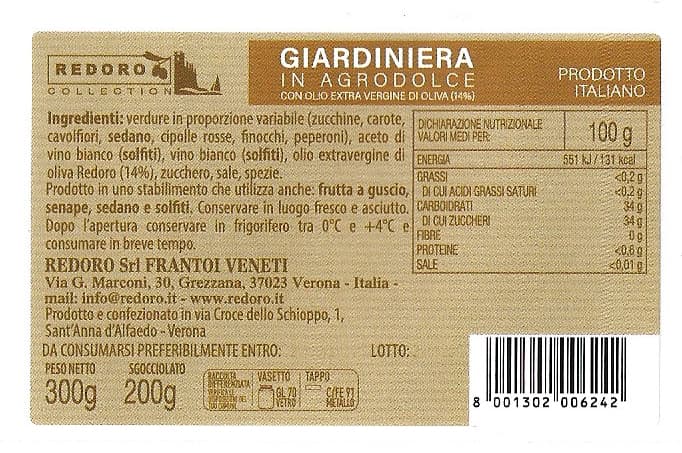 REDORO
COLLECTION
GIARDINIERA
IN AGRODOLCE
CON OLIO EXTRA VERGINE DI OLIVA (14%)
PRODOTTO
ITALIANO
Ingredienti: verdure in proporzione variabile (zucchine, carote,
cavolfiori, sedano, cipolle rosse, finocchi, peperoni), aceto di
vino bianco (solfiti), vino bianco (solfiti), olio extravergine di
oliva Redoro (14%), zucchero, sale, spezie.
Prodotto in uno stabilimento che utilizza anche: frutta a guscio,
senape, sedano e solfiti. Conservare in luogo fresco e asciutto.
Dopo l'apertura conservare in frigorifero tra 0°C e +4°C e
consumare in breve tempo.
REDORO Srl FRANTOI VENETI
Via G. Marconi, 30, Grezzana, 37023 Verona - Italia -
mail: info@redoro.it - www.redoro.it
Prodotto e confezionato in via Croce dello Schioppo, 1,
Sant'Anna d'Alfaedo - Verona
DA CONSUMARSI PREFERIBILMENTE ENTRO:
LOTTO:
PESO NETTO
300g
SGOCCIOLATO
200g
RACCOLTA
DIFFERENZIATA
VERIFICA LE
DISPOSIZIONI DEL
TUO COMUNE
VASETTO
GL 70
VETRO
TAPPO
C/FE 91
METALLO
DICHIARAZIONE NUTRIZIONALE
VALORI MEDI PER:
100 g
ENERGIA 551 kJ / 131 kcal
GRASSI <0,2 g
DI CUI ACIDI GRASSI SATURI <0,2 g
CARBOIDRATI 34 g
DI CUI ZUCCHERI 34 g
FIBRE 0 g
PROTEINE <0,6 g
SALE <0,01 g
8 001302 006242